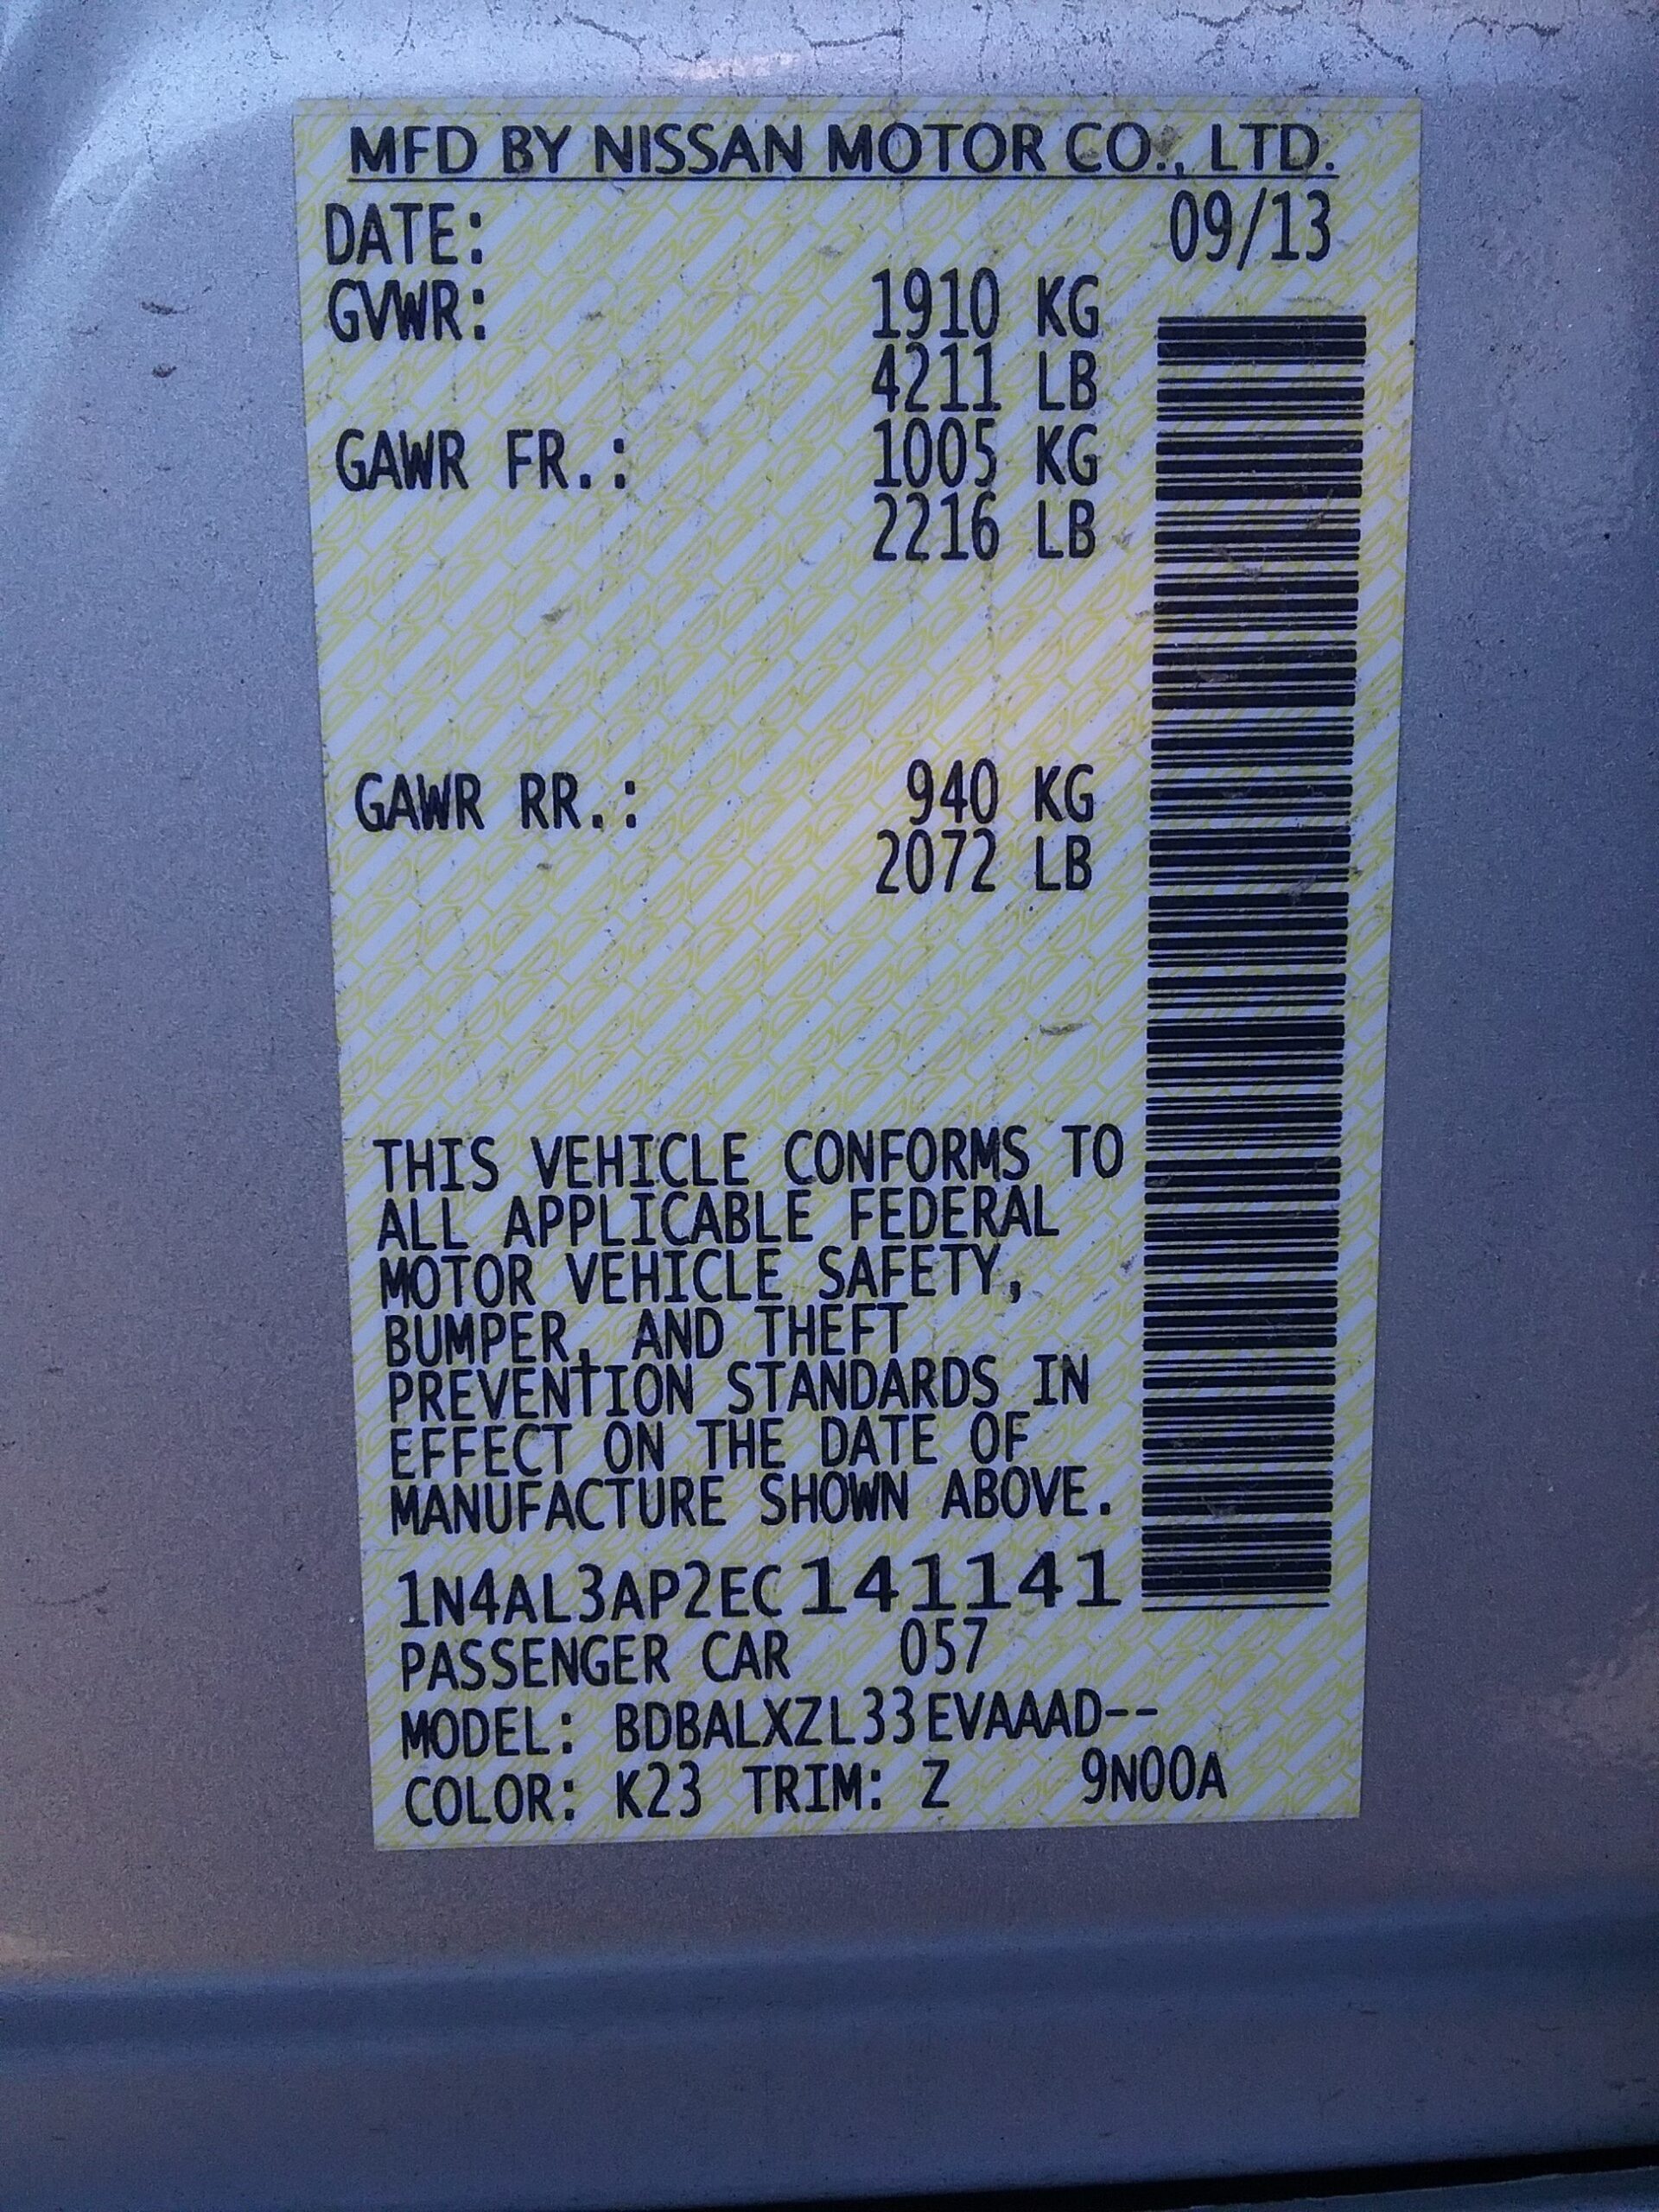 MFD BY NISSAN MOTOR CO., LTD.
DATE: 09/13
GVWR: 1910 KG
4211 LB
GAWR FR.: 1005 KG
2216 LB
GAWR RR.: 940 KG
2072 LB
THIS VEHICLE CONFORMS TO
ALL APPLICABLE FEDERAL
MOTOR VEHICLE SAFETY,
BUMPER, AND THEFT
PREVENTION STANDARDS IN
EFFECT ON THE DATE OF
MANUFACTURE SHOWN ABOVE.
1N4AL3AP2EC141141
PASSENGER CAR 057
MODEL: BDBALXZL33EVAAAD--
COLOR: K23 TRIM: Z 9N00A